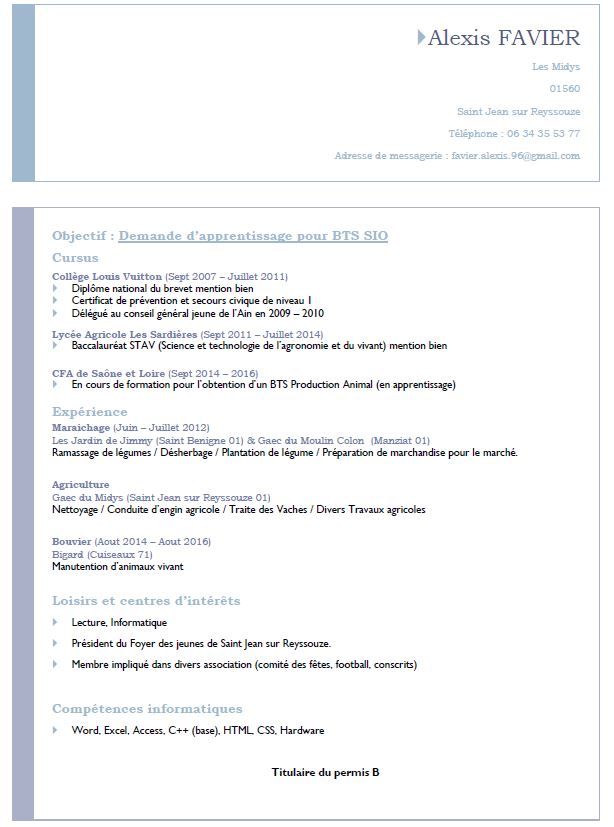 Alexis FAVIER
Les Midys
01560
Saint Jean sur Reyssouze
Téléphone : 06 34 35 53 77
Adresse de messagerie : favier.alexis.96@gmail.com
Objectif : Demande d'apprentissage pour BTS SIO
Cursus
Collège Louis Vuitton (Sept 2007 – Juillet 2011)
Diplôme national du brevet mention bien
Certificat de prévention et secours civique de niveau 1
Délégué au conseil général jeune de l'Ain en 2009 – 2010
Lycée Agricole Les Sardières (Sept 2011 – Juillet 2014)
Baccalauréat STAV (Science et technologie de l'agronomie et du vivant) mention bien
CFA de Saône et Loire (Sept 2014 – 2016)
En cours de formation pour l'obtention d'un BTS Production Animal (en apprentissage)
Expérience
Maraichage (Juin – Juillet 2012)
Les Jardin de Jimmy (Saint Benigne 01) & Gaec du Moulin Colon (Manziat 01)
Ramassage de légumes / Désherbage / Plantation de légume / Préparation de marchandise pour le marché.
Agriculture
Gaec du Midys (Saint Jean sur Reyssouze 01)
Nettoyage / Conduite d'engin agricole / Traite des Vaches / Divers Travaux agricoles
Bouvier (Aout 2014 – Aout 2016)
Bigard (Cuiseaux 71)
Manutention d'animaux vivant
Loisirs et centres d'intérêts
Lecture, Informatique
Président du Foyer des jeunes de Saint Jean sur Reyssouze.
Membre impliqué dans divers association (comité des fêtes, football, conscrits)
Compétences informatiques
Word, Excel, Access, C++ (base), HTML, CSS, Hardware
Titulaire du permis B